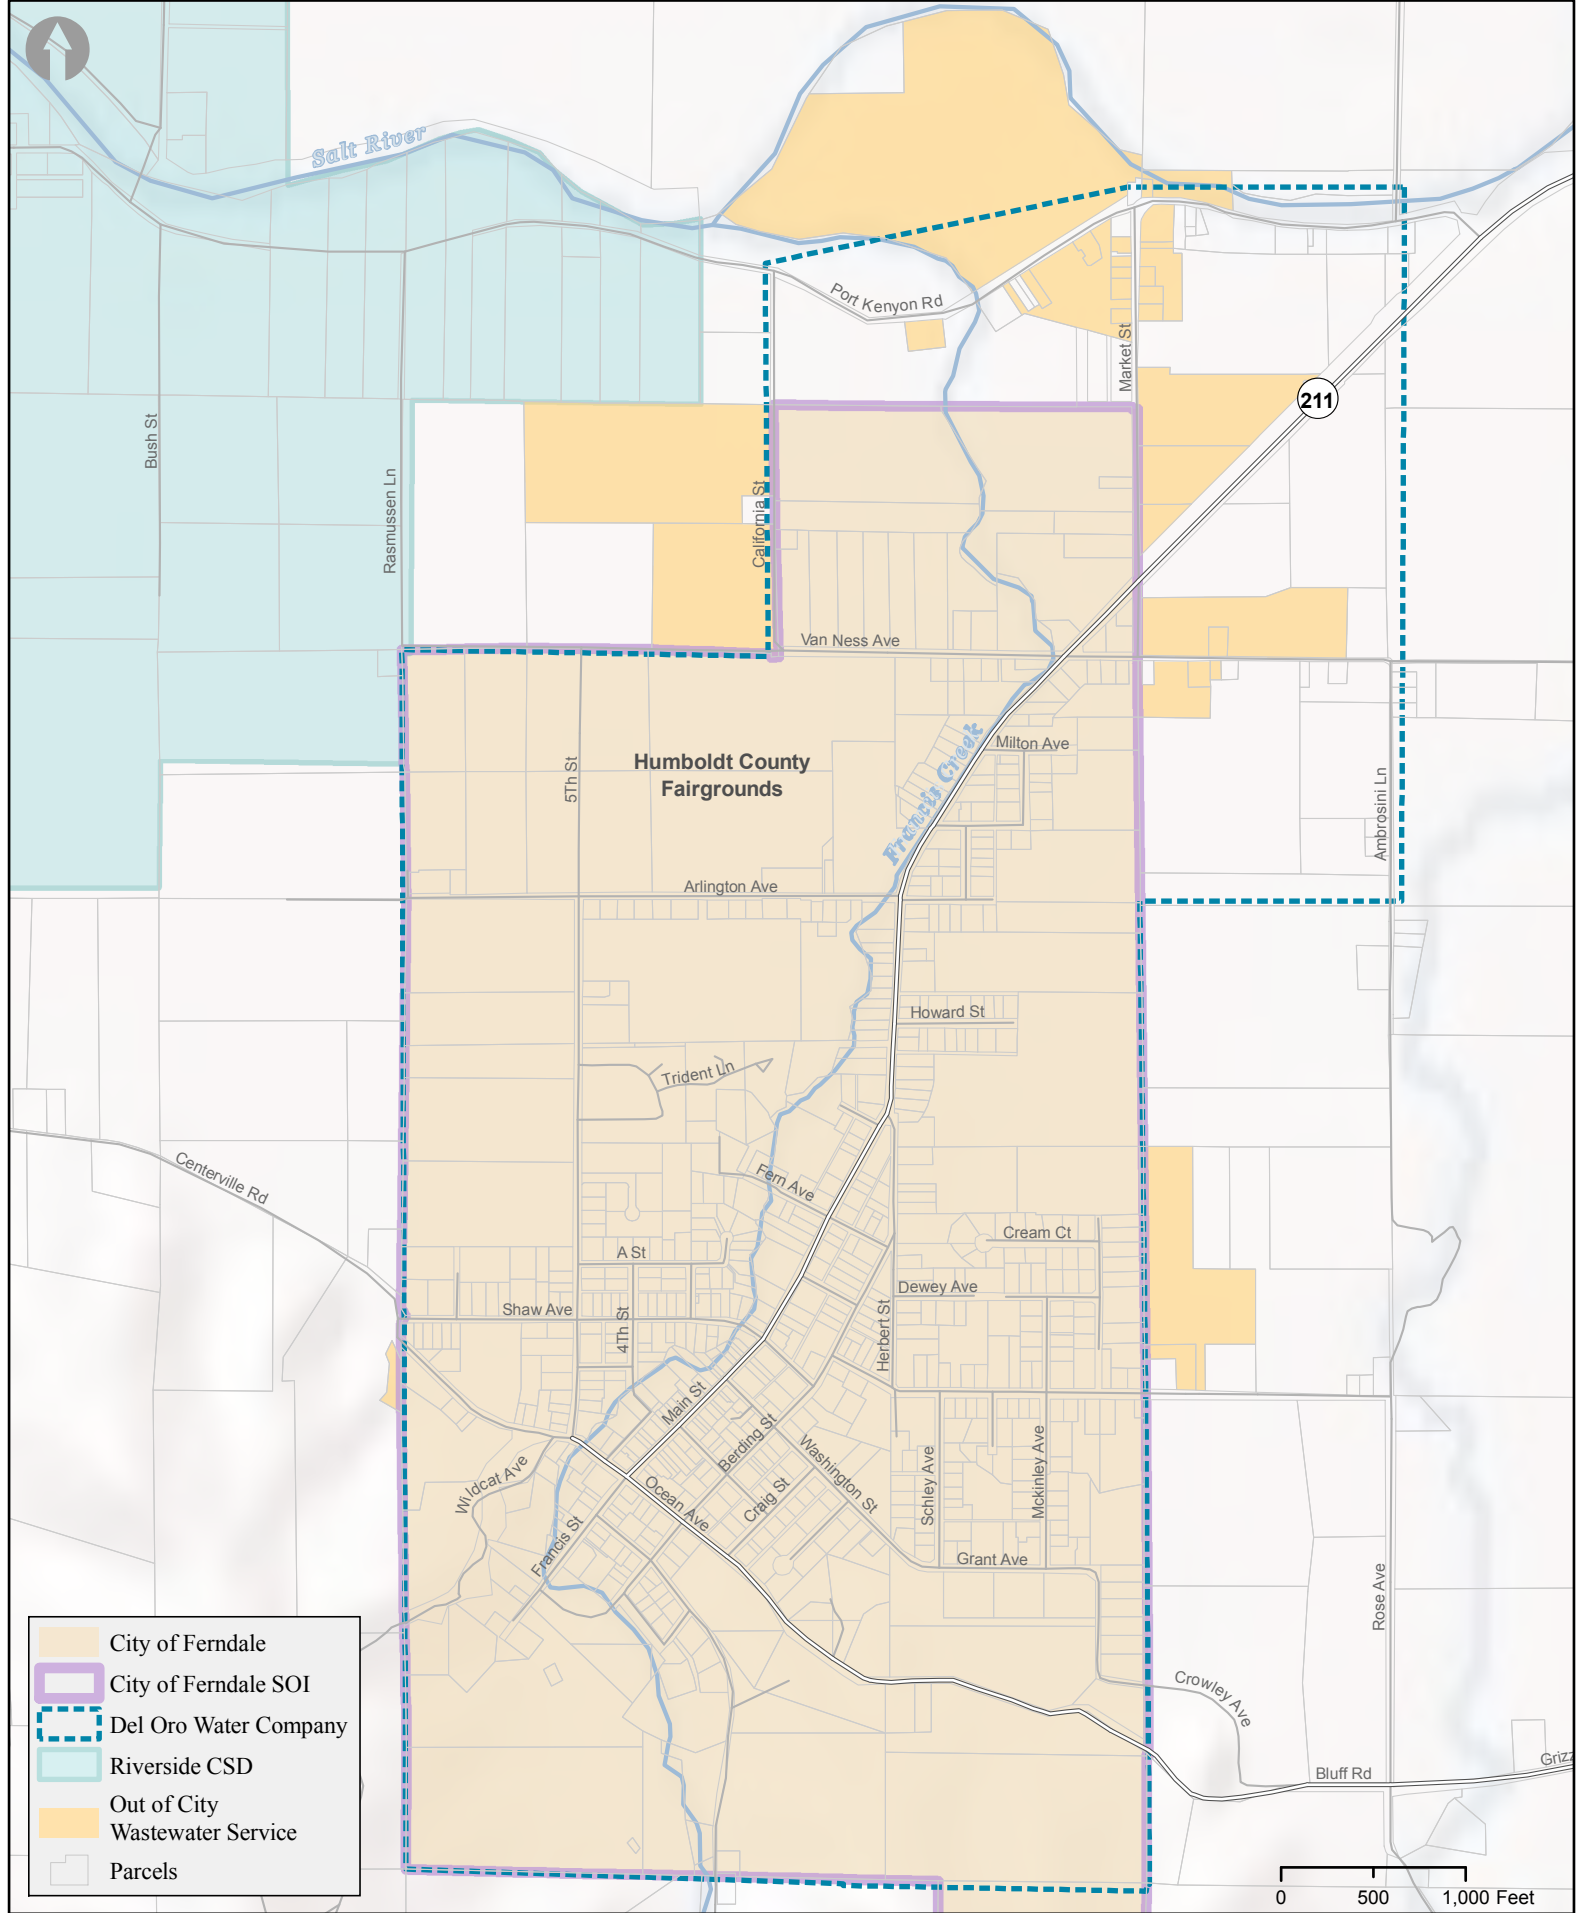 Salt River
Port Kenyon Rd
Market St
211
Bush St
Rasmussen Ln
California St
Van Ness Ave
Humboldt County
Fairgrounds
5Th St
Milton Ave
Francis Creek
Ambrosini Ln
Arlington Ave
Howard St
Trident Ln
Centerville Rd
Fern Ave
Cream Ct
A St
Dewey Ave
Shaw Ave
4Th St
Herbert St
Main St
Berding St
Washington St
Wildcat Ave
Ocean Ave
Craig St
Schley Ave
Mckinley Ave
Francis St
Grant Ave
Rose Ave
Crowley Ave
Bluff Rd
Grizz
City of Ferndale
City of Ferndale SOI
Del Oro Water Company
Riverside CSD
Out of City
Wastewater Service
Parcels
0 500 1,000 Feet